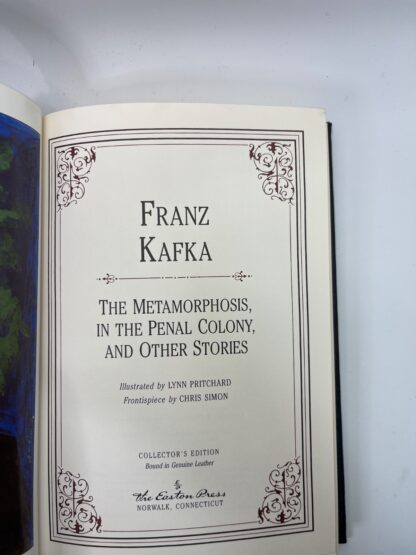 FRANZ
KAFKA
THE METAMORPHOSIS,
IN THE PENAL COLONY,
AND OTHER STORIES
Illustrated by LYNN PRITCHARD
Frontispiece by CHRIS SIMON
COLLECTOR'S EDITION
Bound in Genuine Leather
The Easton Press
NORWALK, CONNECTICUT